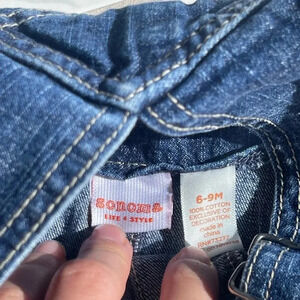 sonoma
LIFE + STYLE
6-9M
100% COTTON
EXCLUSIVE OF
DECORATION
made in
china